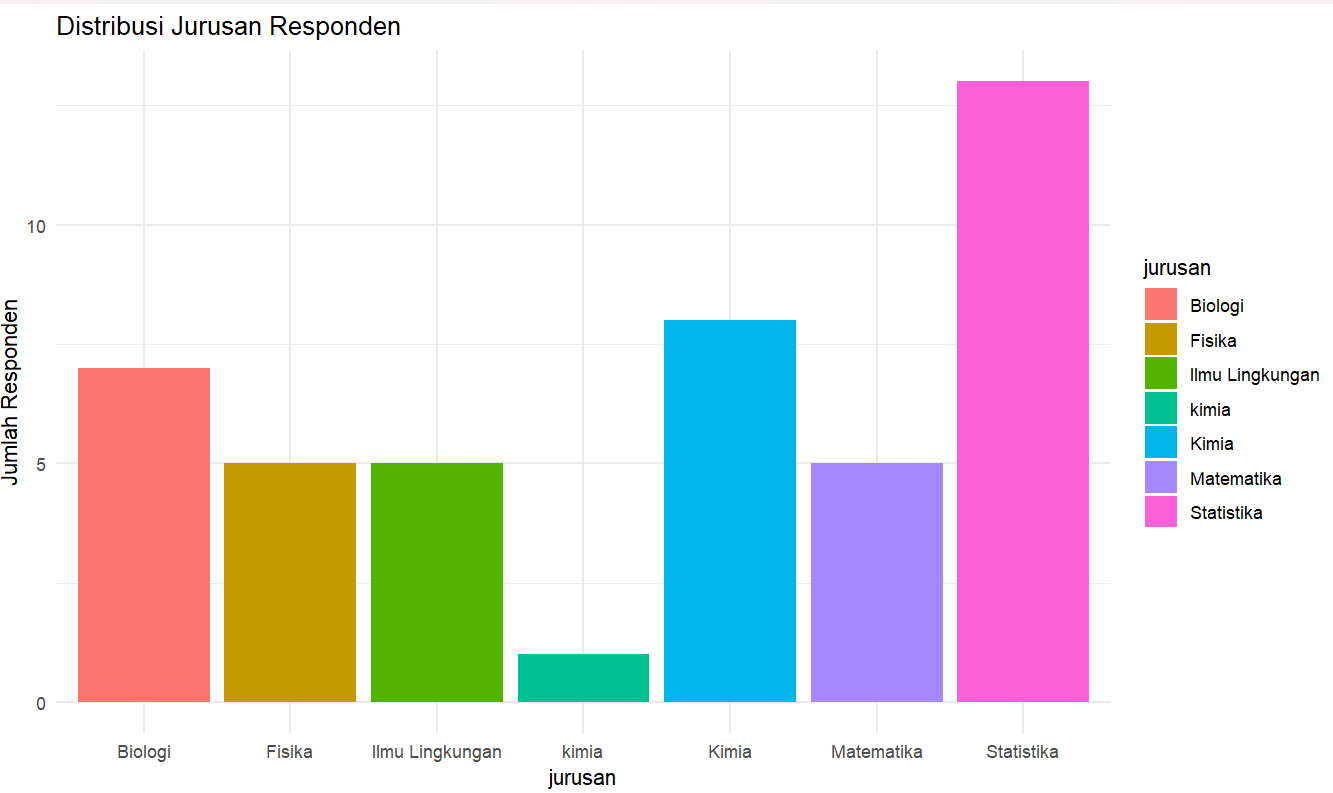 Distribusi Jurusan Responden
Jumlah Responden
10
5
0
Biologi
Fisika
Ilmu Lingkungan
kimia
Kimia
Matematika
Statistika
jurusan
jurusan
Biologi
Fisika
Ilmu Lingkungan
kimia
Kimia
Matematika
Statistika